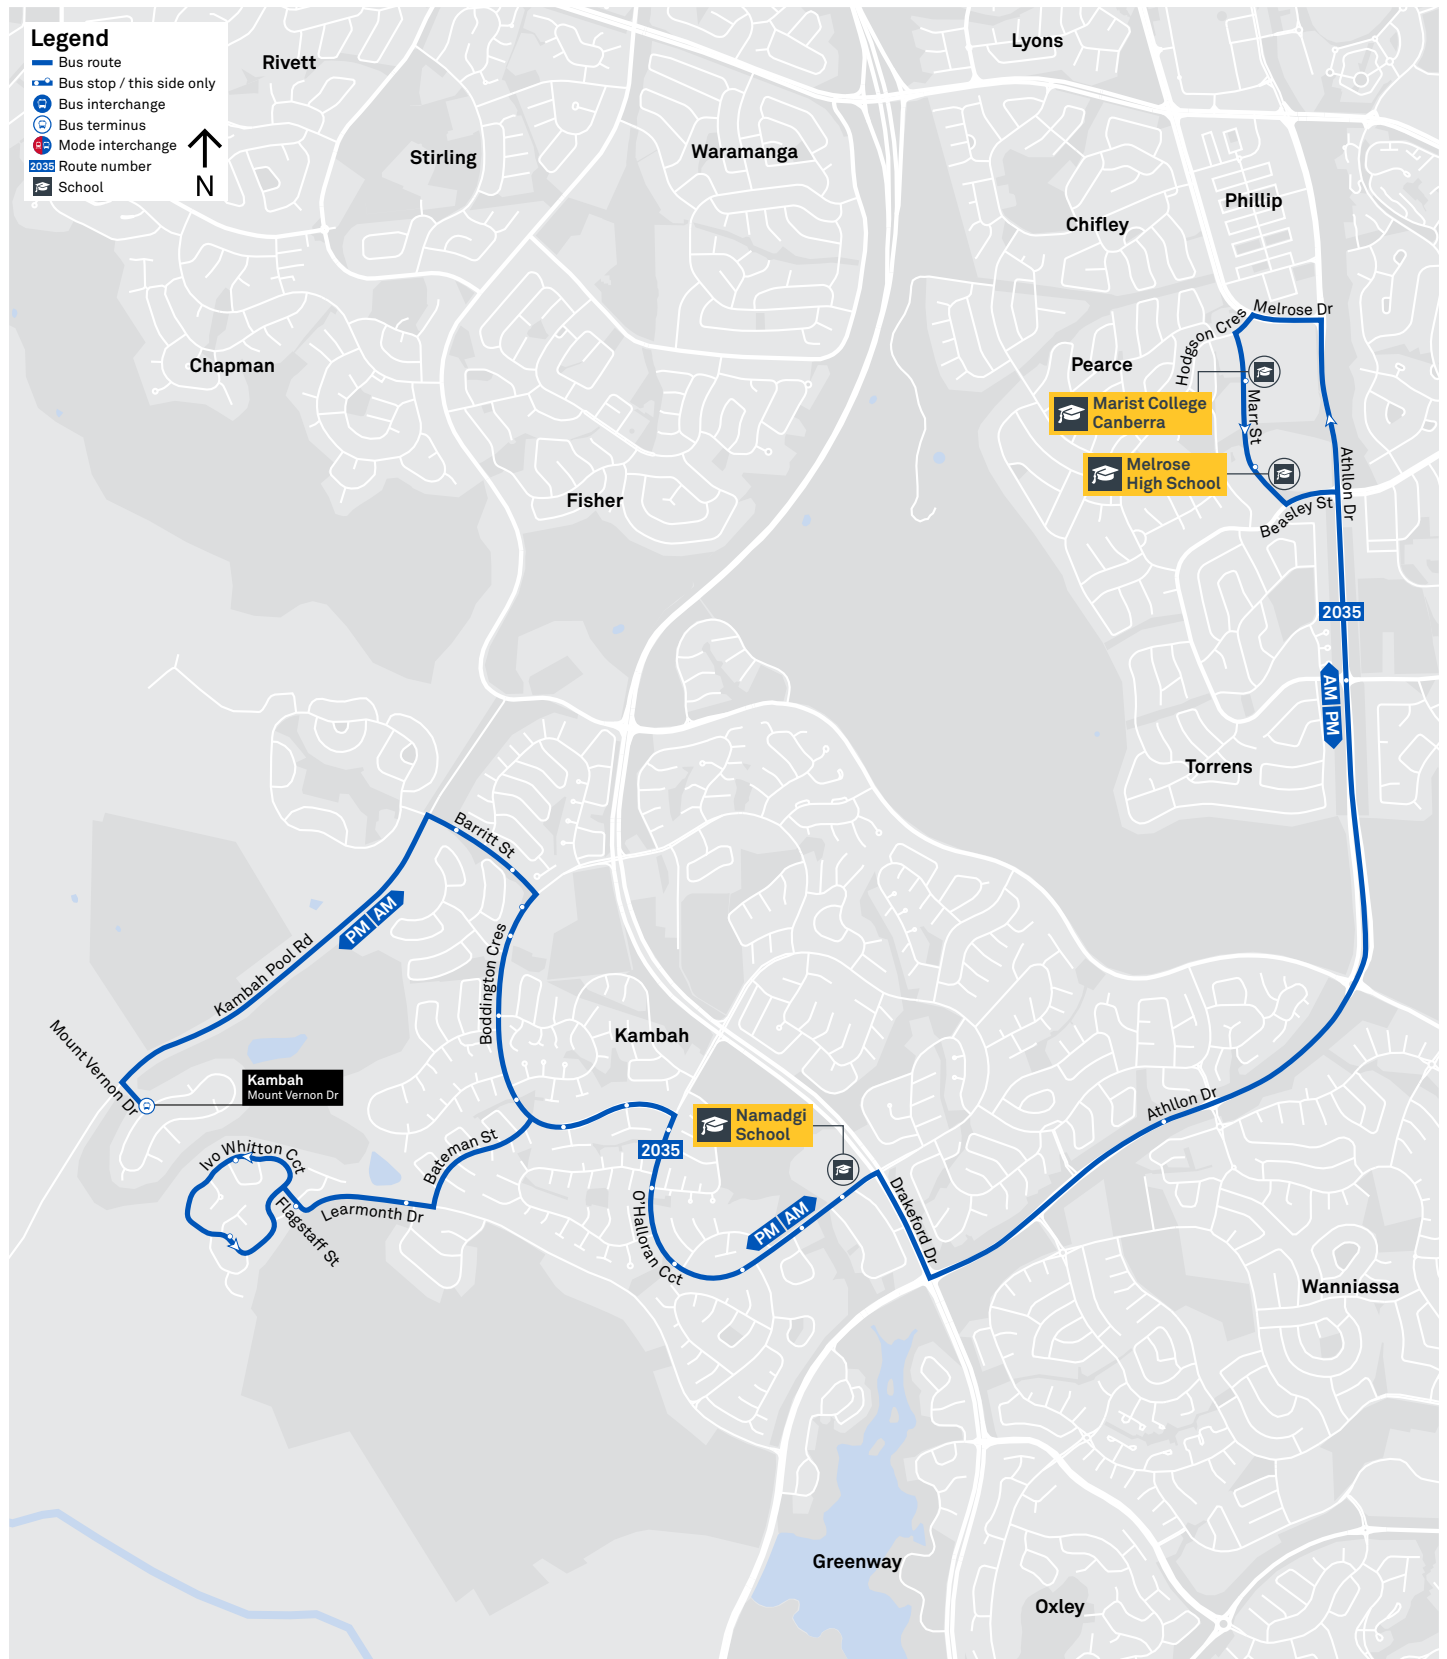 Legend
Bus route
Bus stop / this side only
Bus interchange
Bus terminus
Mode interchange
2035 Route number
School
N
Rivett
Lyons
Stirling
Waramanga
Phillip
Chifley
Melrose Dr
Hodgson Cres
Chapman
Pearce
Marist College
Canberra
Marr St
Melrose
High School
Athllon Dr
Fisher
Beasley St
2035
AM PM
Torrens
Barritt St
PM AM
Boddington Cres
Kambah Pool Rd
Kambah
Mount Vernon Dr
Kambah
Mount Vernon Dr
Athllon Dr
Namadgi
School
Bateman St
2035
Ivo Whitton Cct
Learmonth Dr
Flagstaff St
O'Halloran Cct
PM AM
Drakeford Dr
Wanniassa
Greenway
Oxley